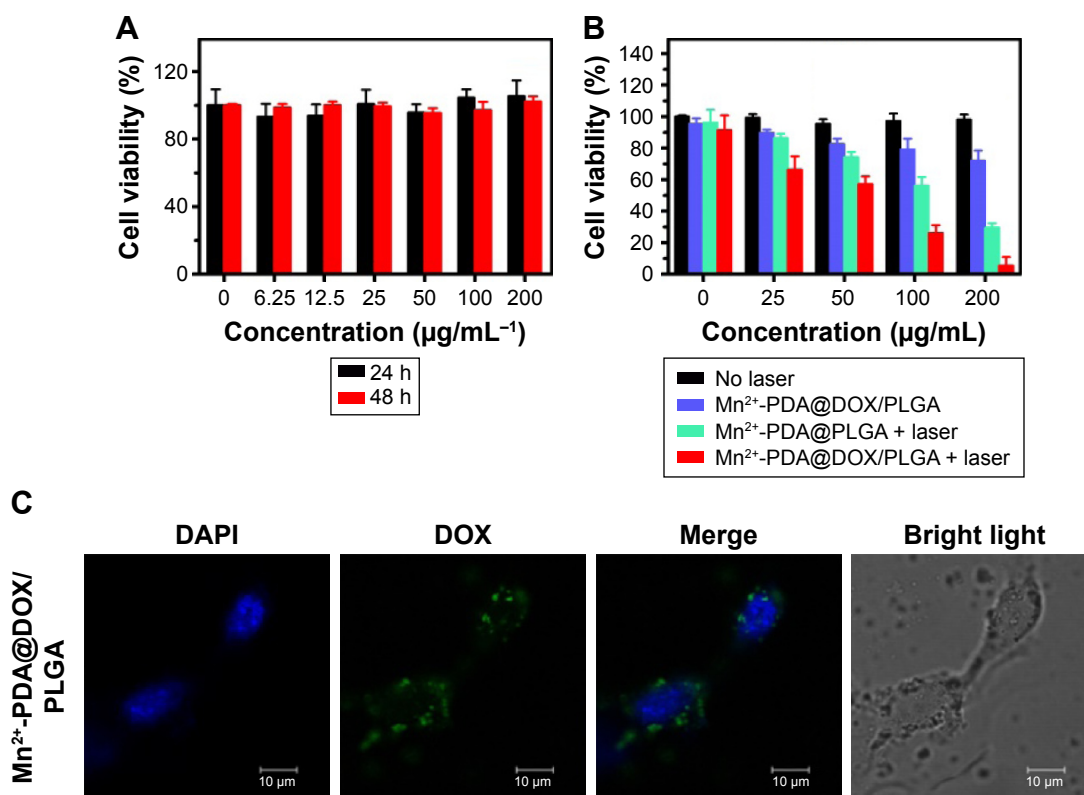 A
Cell viability (%)
120
80
40
0
0 6.25 12.5 25 50 100 200
Concentration (µg/mL⁻¹)
24 h
48 h
B
Cell viability (%)
140
120
100
80
60
40
20
0
0 25 50 100 200
Concentration (µg/mL)
No laser
Mn²⁺-PDA@DOX/PLGA
Mn²⁺-PDA@PLGA + laser
Mn²⁺-PDA@DOX/PLGA + laser
C
DAPI DOX Merge Bright light
Mn²⁺-PDA@DOX/
PLGA
10 µm 10 µm 10 µm 10 µm